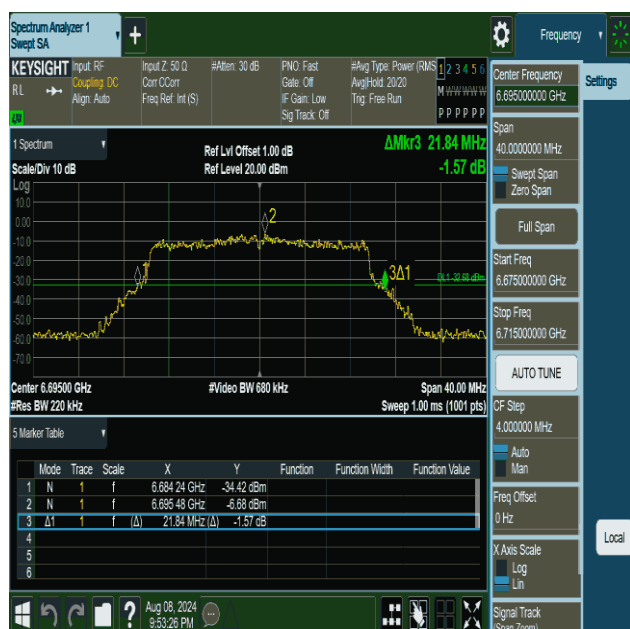 Spectrum Analyzer 1
Swept SA
Frequency
KEYSIGHT
RL
Input: RF
Coupling: DC
Align: Auto
Input Z: 50 Ω
Corr CCorr
Freq Ref: Int (S)
#Atten: 30 dB
PNO: Fast
Gate: Off
IF Gain: Low
Sig Track: Off
#Avg Type: Power (RMS
Avg|Hold: 20/20
Trig: Free Run
1 2 3 4 5 6
M W W W W W
P P P P P P
Center Frequency
6.695000000 GHz
Settings
Span
40.0000000 MHz
Swept Span
Zero Span
Full Span
Start Freq
6.675000000 GHz
Stop Freq
6.715000000 GHz
AUTO TUNE
CF Step
4.000000 MHz
Auto
Man
Freq Offset
0 Hz
X Axis Scale
Log
Lin
Signal Track
(Span Zoom)
Local
1 Spectrum
Scale/Div 10 dB
Log
Ref Lvl Offset 1.00 dB
Ref Level 20.00 dBm
ΔMkr3 21.84 MHz
-1.57 dB
10.0
0.00
-10.0
-20.0
-30.0
-40.0
-50.0
-60.0
-70.0
1
2
3Δ1
DL1 -32.68 dBm
Center 6.69500 GHz
#Res BW 220 kHz
#Video BW 680 kHz
Span 40.00 MHz
Sweep 1.00 ms (1001 pts)
5 Marker Table
Mode Trace Scale X Y Function Function Width Function Value
1 N 1 f 6.684 24 GHz -34.42 dBm
2 N 1 f 6.695 48 GHz -6.68 dBm
3 Δ1 1 f (Δ) 21.84 MHz (Δ) -1.57 dB
4
5
6
?
Aug 08, 2024
9:53:26 PM